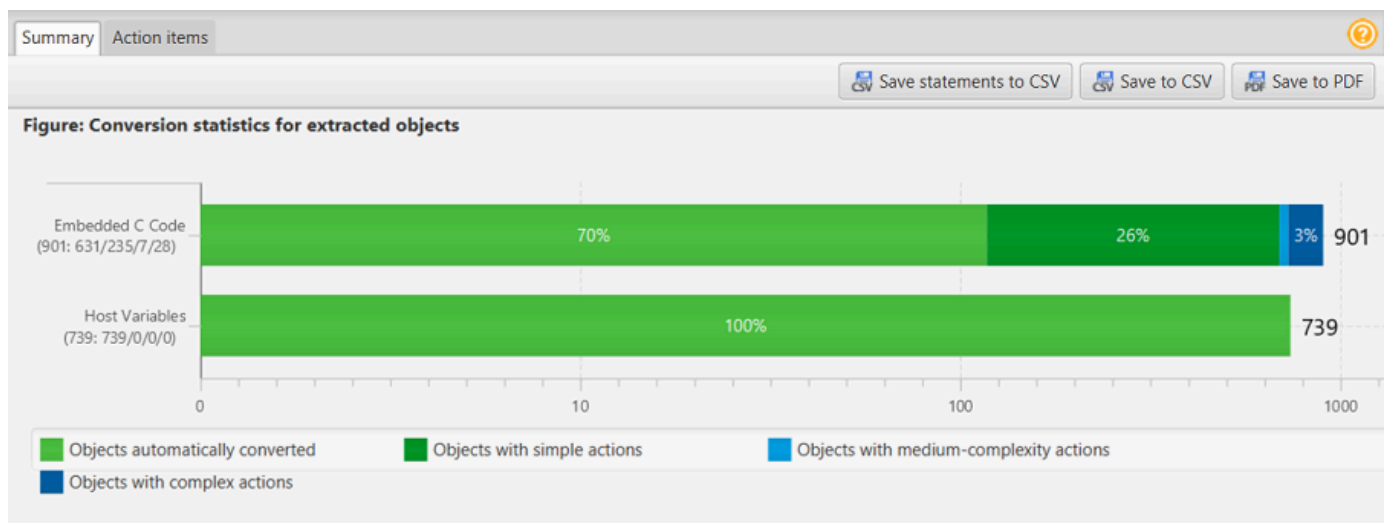 Summary Action items
?
CSV Save statements to CSV CSV Save to CSV PDF Save to PDF
Figure: Conversion statistics for extracted objects
Embedded C Code
(901: 631/235/7/28)
70% 26% 3% 901
Host Variables
(739: 739/0/0/0)
100% 739
0 10 100 1000
Objects automatically converted Objects with simple actions Objects with medium-complexity actions
Objects with complex actions